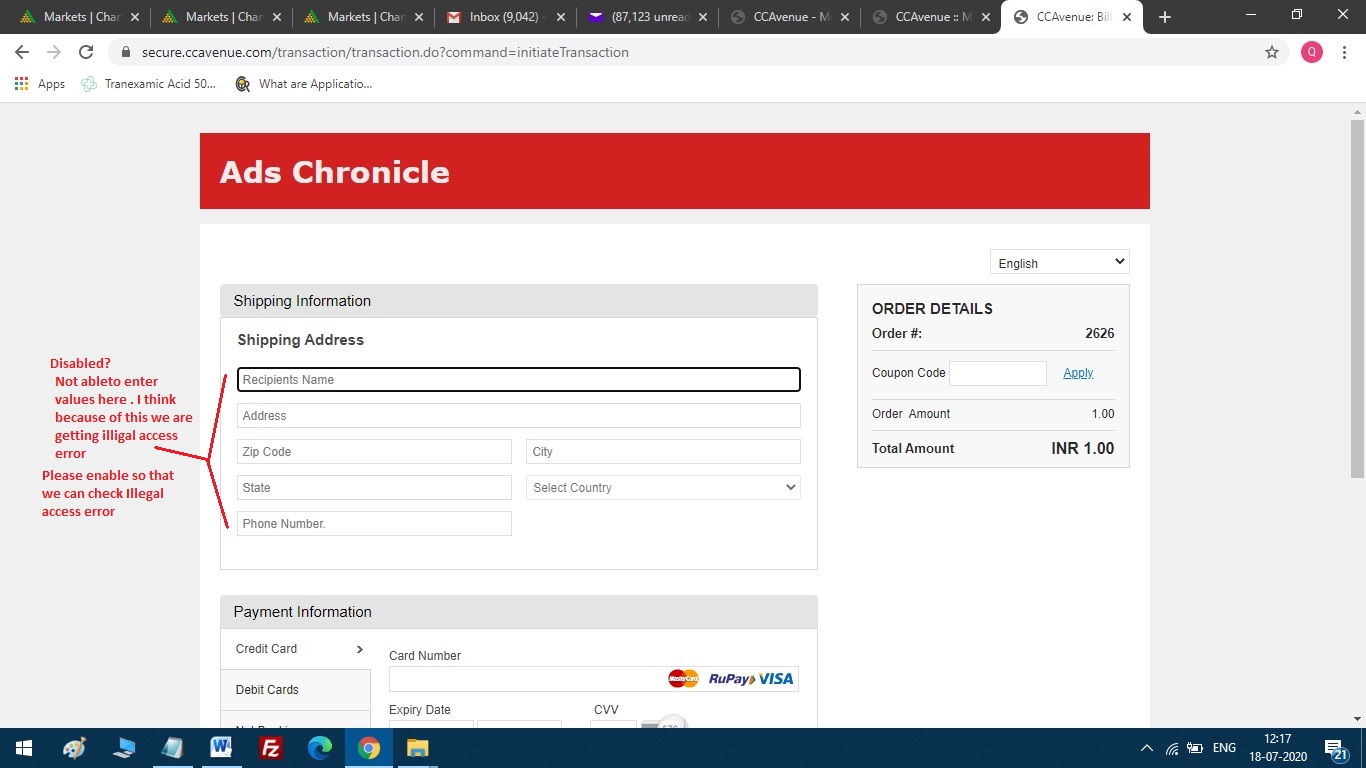 Markets | Char
Markets | Char
Markets | Char
Inbox (9,042) -
(87,123 unread
CCAvenue - M
CCAvenue :: M
CCAvenue: Bill
secure.ccavenue.com/transaction/transaction.do?command=initiateTransaction
Q
Apps
Tranexamic Acid 50...
What are Applicatio...
Ads Chronicle
English
Shipping Information
Shipping Address
Recipients Name
Address
Zip Code
City
State
Select Country
Phone Number.
ORDER DETAILS
Order #: 2626
Coupon Code Apply
Order Amount 1.00
Total Amount INR 1.00
Disabled?
Not ableto enter
values here . I think
because of this we are
getting illigal access
error
Please enable so that
we can check Illegal
access error
Payment Information
Credit Card
Debit Cards
Card Number
MasterCard RuPay VISA
Expiry Date
CVV
ENG
12:17
18-07-2020
21